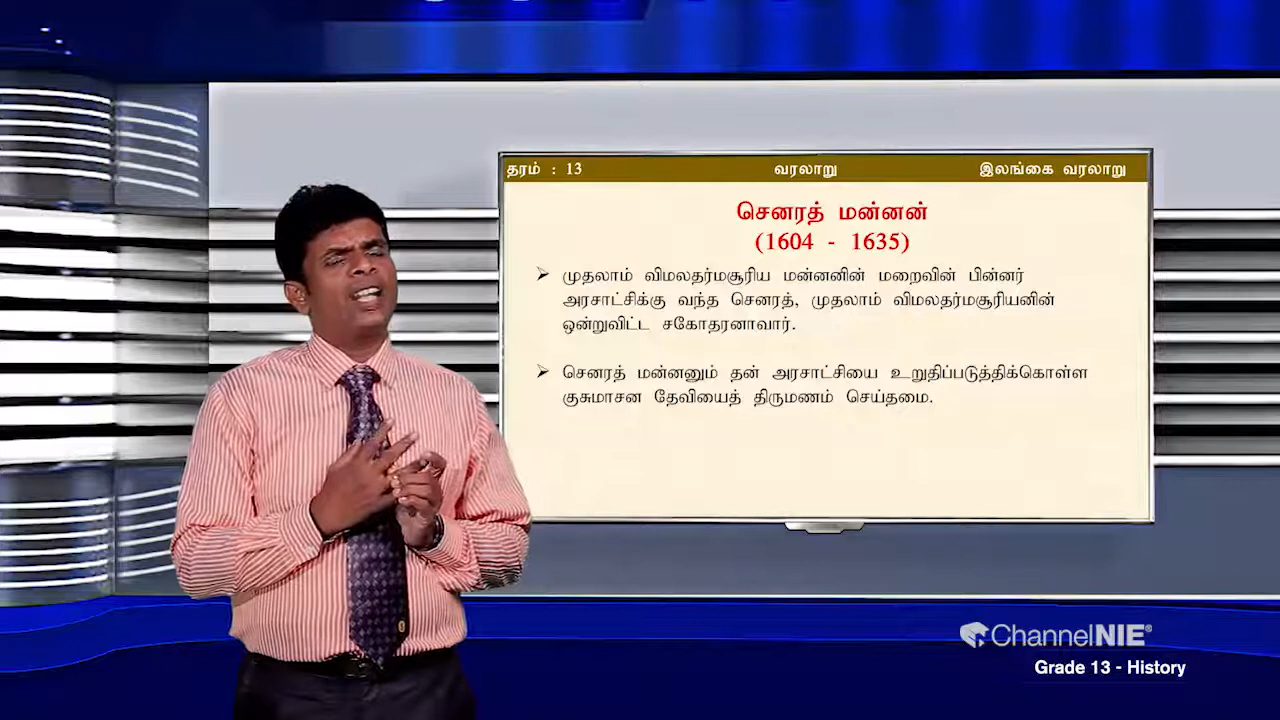 தரம் : 13 வரலாறு இலங்கை வரலாறு
செனரத் மன்னன்
(1604 - 1635)
முதலாம் விமலதர்மசூரிய மன்னனின் மறைவின் பின்னர்
அரசாட்சிக்கு வந்த செனரத், முதலாம் விமலதர்மசூரியனின்
ஒன்றுவிட்ட சகோதரனாவார்.
செனரத் மன்னனும் தன் அரசாட்சியை உறுதிப்படுத்திக்கொள்ள
குசுமாசன தேவியைத் திருமணம் செய்தமை.
ChannelNIE®
Grade 13 - History